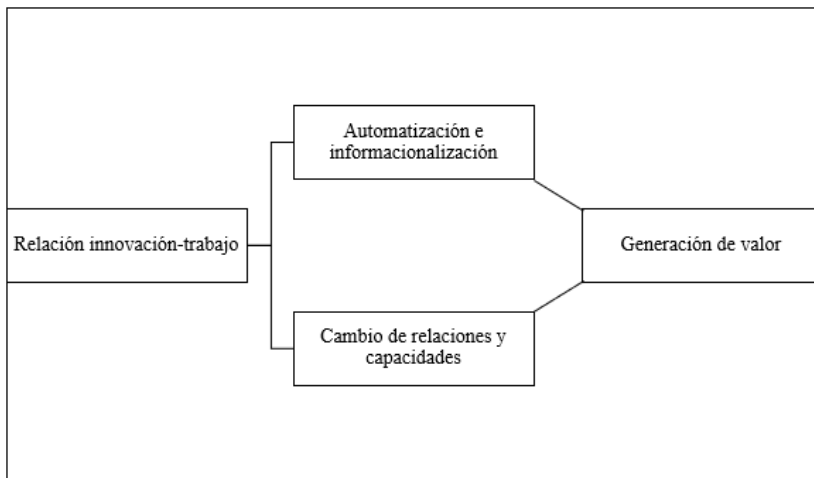 Automatización e
informacionalización
Relación innovación-trabajo
Generación de valor
Cambio de relaciones y
capacidades